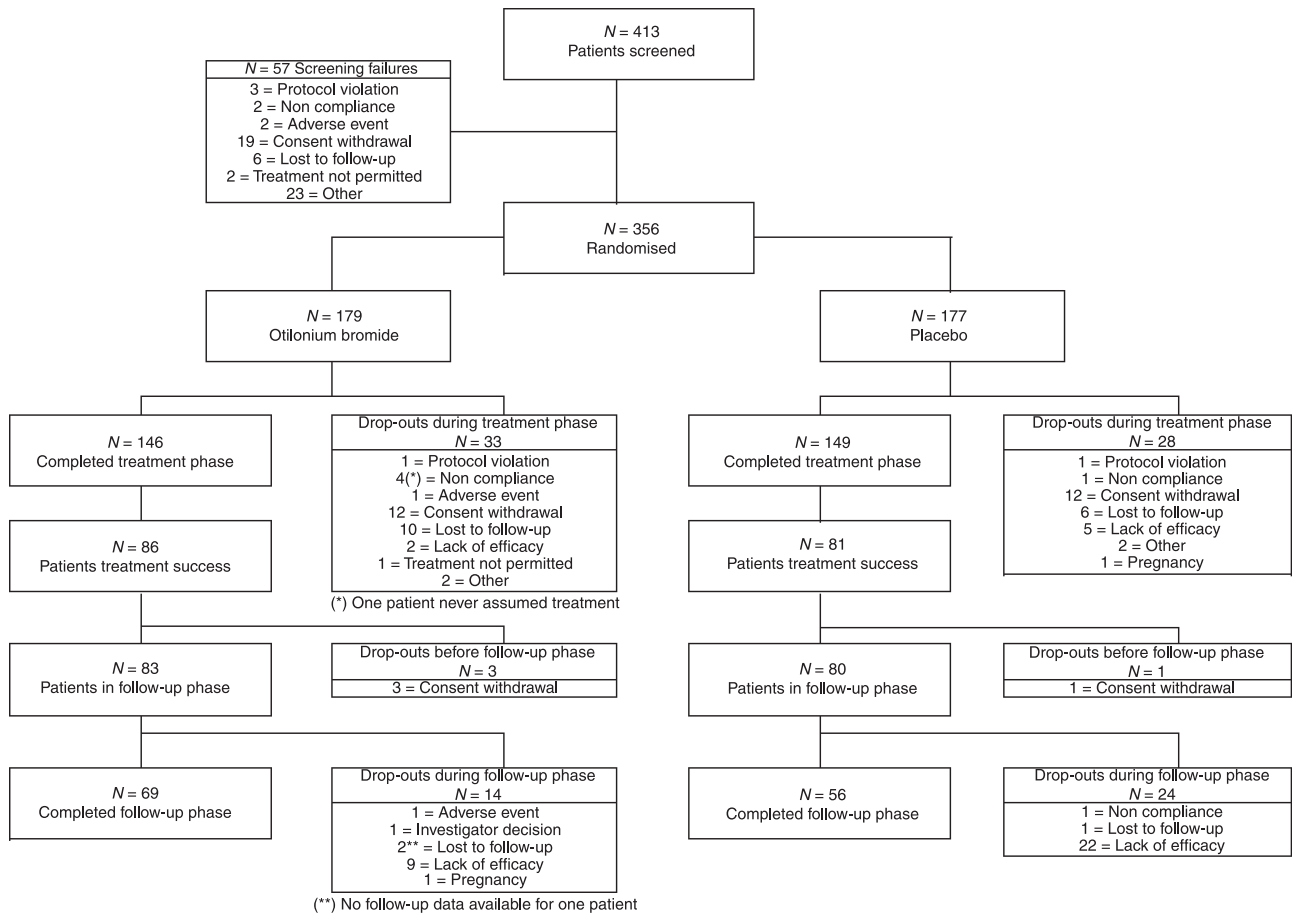 N = 413
Patients screened
N = 57 Screening failures
3 = Protocol violation
2 = Non compliance
2 = Adverse event
19 = Consent withdrawal
6 = Lost to follow-up
2 = Treatment not permitted
23 = Other
N = 356
Randomised
N = 179
Otilonium bromide
N = 177
Placebo
N = 146
Completed treatment phase
Drop-outs during treatment phase
N = 33
1 = Protocol violation
4(*) = Non compliance
1 = Adverse event
12 = Consent withdrawal
10 = Lost to follow-up
2 = Lack of efficacy
1 = Treatment not permitted
2 = Other
(*) One patient never assumed treatment
N = 149
Completed treatment phase
Drop-outs during treatment phase
N = 28
1 = Protocol violation
1 = Non compliance
12 = Consent withdrawal
6 = Lost to follow-up
5 = Lack of efficacy
2 = Other
1 = Pregnancy
N = 86
Patients treatment success
N = 81
Patients treatment success
N = 83
Patients in follow-up phase
Drop-outs before follow-up phase
N = 3
3 = Consent withdrawal
N = 80
Patients in follow-up phase
Drop-outs before follow-up phase
N = 1
1 = Consent withdrawal
N = 69
Completed follow-up phase
Drop-outs during follow-up phase
N = 14
1 = Adverse event
1 = Investigator decision
2** = Lost to follow-up
9 = Lack of efficacy
1 = Pregnancy
(**) No follow-up data available for one patient
N = 56
Completed follow-up phase
Drop-outs during follow-up phase
N = 24
1 = Non compliance
1 = Lost to follow-up
22 = Lack of efficacy